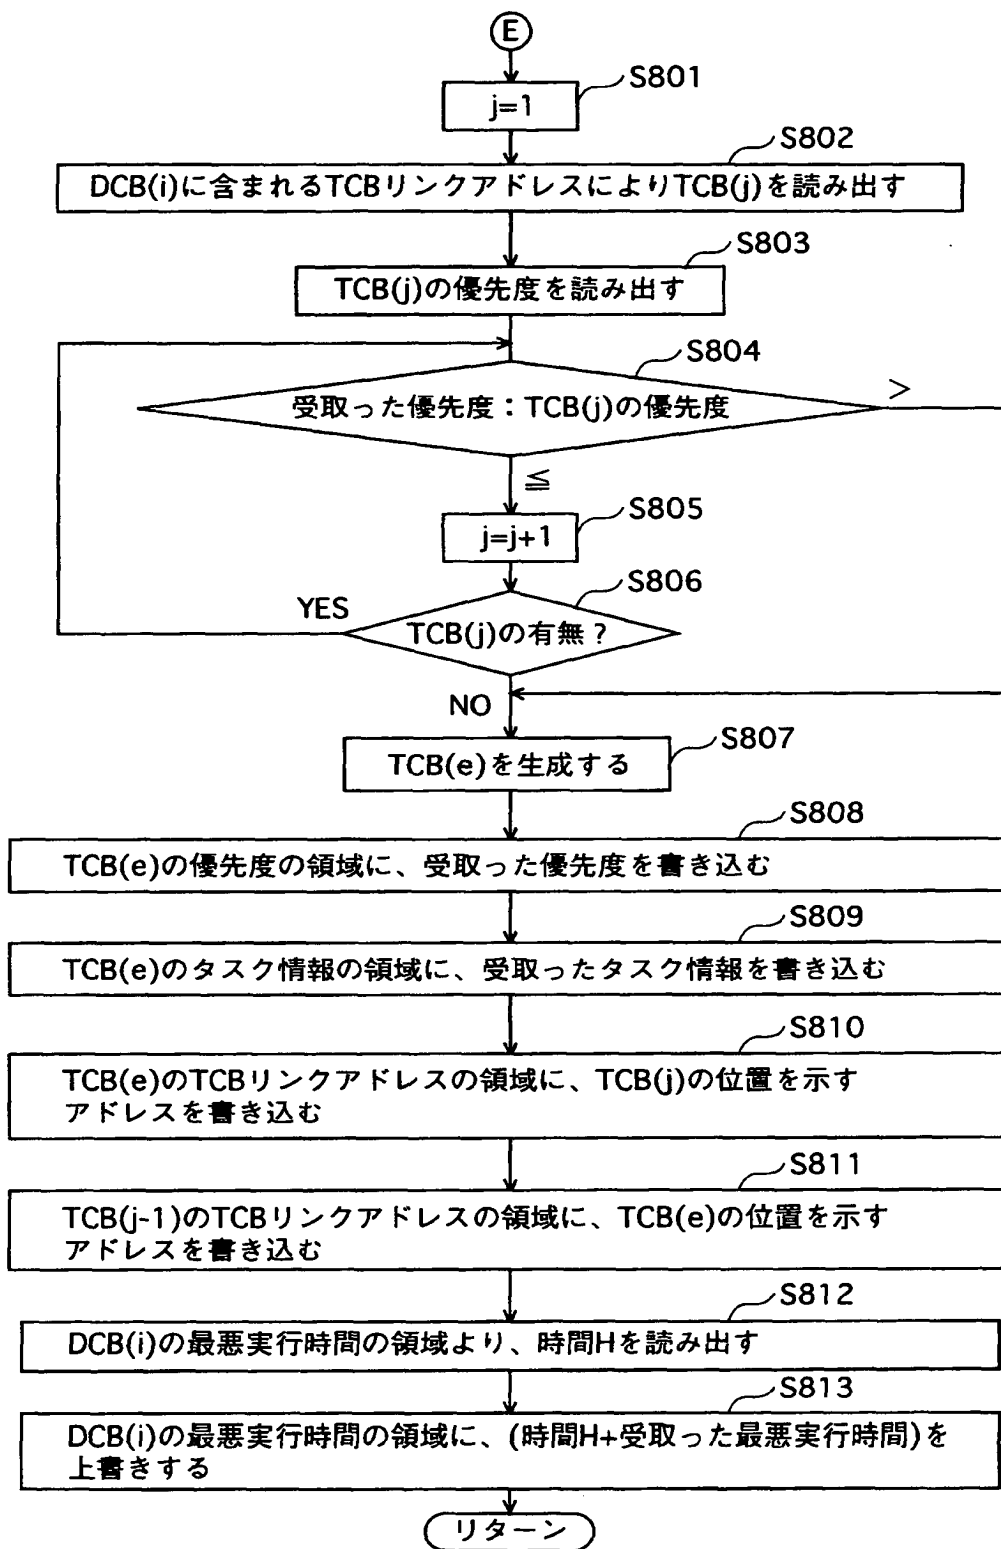 E
S801
j=1
S802
DCB(i)に含まれるTCBリンクアドレスによりTCB(j)を読み出す
S803
TCB(j)の優先度を読み出す
S804
>
受取った優先度：TCB(j)の優先度
≦
S805
j=j+1
S806
YES
TCB(j)の有無？
NO
S807
TCB(e)を生成する
S808
TCB(e)の優先度の領域に、受取った優先度を書き込む
S809
TCB(e)のタスク情報の領域に、受取ったタスク情報を書き込む
S810
TCB(e)のTCBリンクアドレスの領域に、TCB(j)の位置を示す
アドレスを書き込む
S811
TCB(j-1)のTCBリンクアドレスの領域に、TCB(e)の位置を示す
アドレスを書き込む
S812
DCB(i)の最悪実行時間の領域より、時間Hを読み出す
S813
DCB(i)の最悪実行時間の領域に、(時間H+受取った最悪実行時間)を
上書きする
リターン